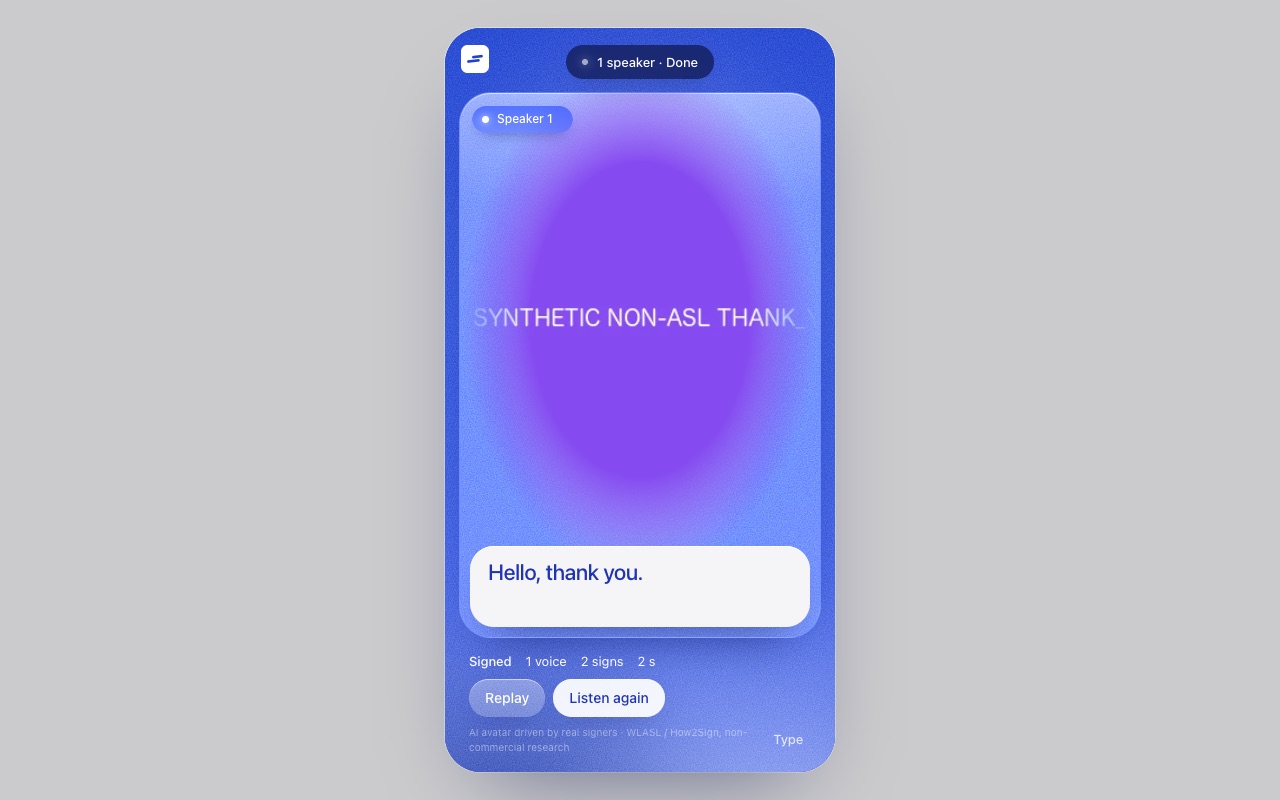 1 speaker · Done
Speaker 1
SYNTHETIC NON-ASL THANK_
Hello, thank you.
Signed 1 voice 2 signs 2 s
Replay Listen again
AI avatar driven by real signers · WLASL / How2Sign, non-
commercial research
Type